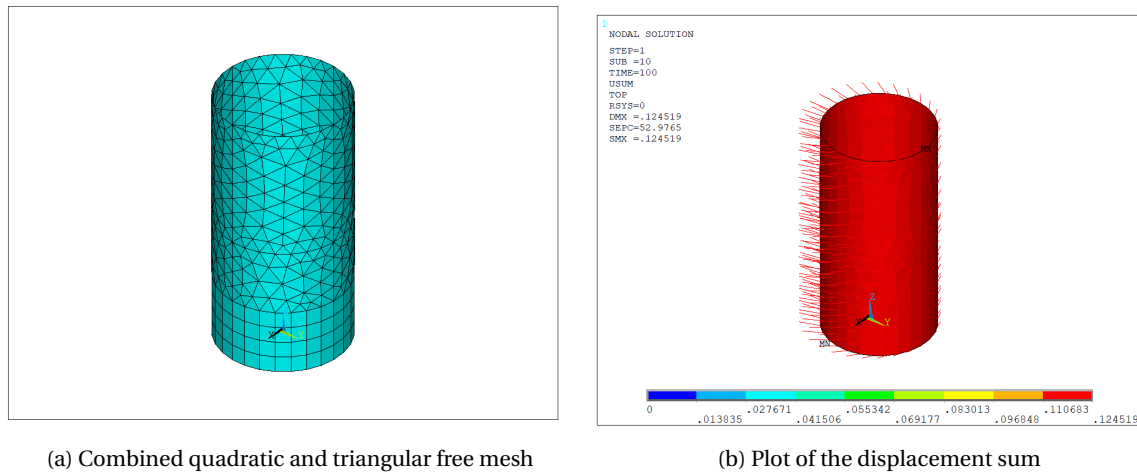 X
Y
1
NODAL SOLUTION
STEP=1
SUB =10
TIME=100
USUM
TOP
RSYS=0
DMX =.124519
SEPC=52.9765
SMX =.124519
MX
Z
X
Y
MN
0 .027671 .055342 .083013 .110683
.013835 .041506 .069177 .096848 .124519
(a) Combined quadratic and triangular free mesh
(b) Plot of the displacement sum